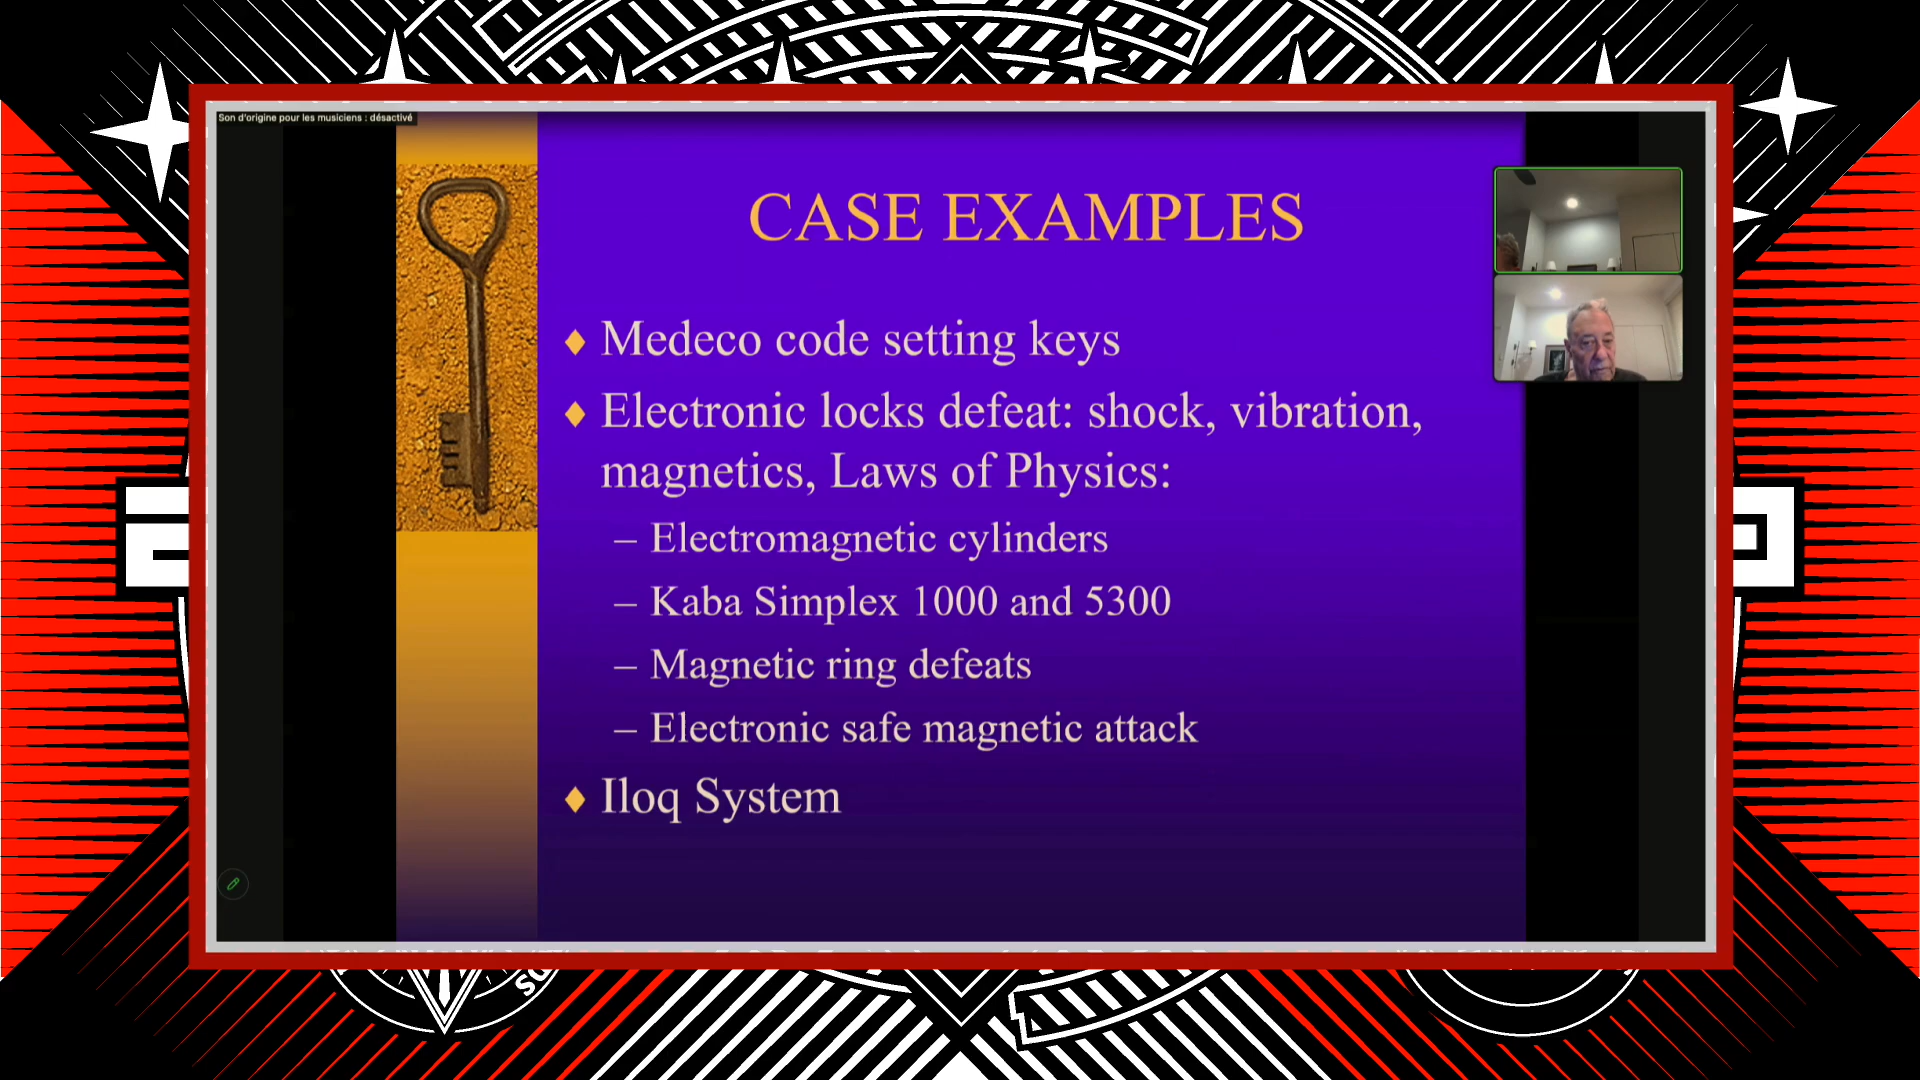 Son d'origine pour les musiciens : désactivé
CASE EXAMPLES
♦ Medeco code setting keys
♦ Electronic locks defeat: shock, vibration,
magnetics, Laws of Physics:
– Electromagnetic cylinders
– Kaba Simplex 1000 and 5300
– Magnetic ring defeats
– Electronic safe magnetic attack
♦ Iloq System